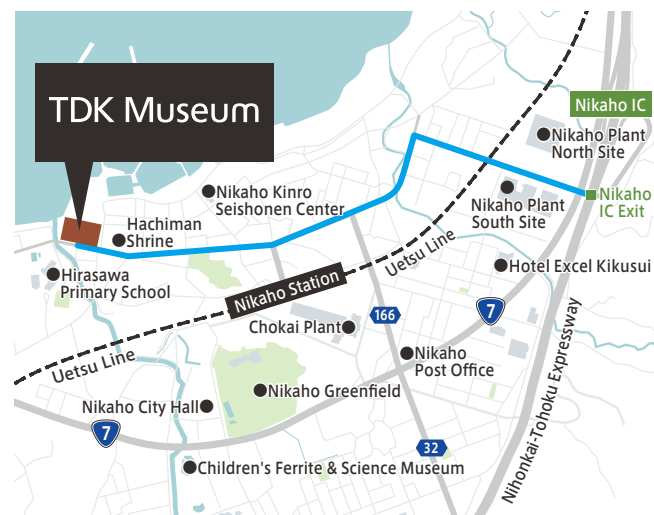 TDK Museum
Nikaho IC
Nikaho Plant
North Site
Nikaho Kinro
Seishonen Center
Nikaho Plant
South Site
Nikaho
IC Exit
Hachiman
Shrine
Uetsu Line
Hirasawa
Primary School
Hotel Excel Kikusui
Nikaho Station
7
166
Chokai Plant
Nikaho
Post Office
Uetsu Line
Nihonkai-Tohoku Expressway
Nikaho Greenfield
Nikaho City Hall
7
32
Children's Ferrite & Science Museum